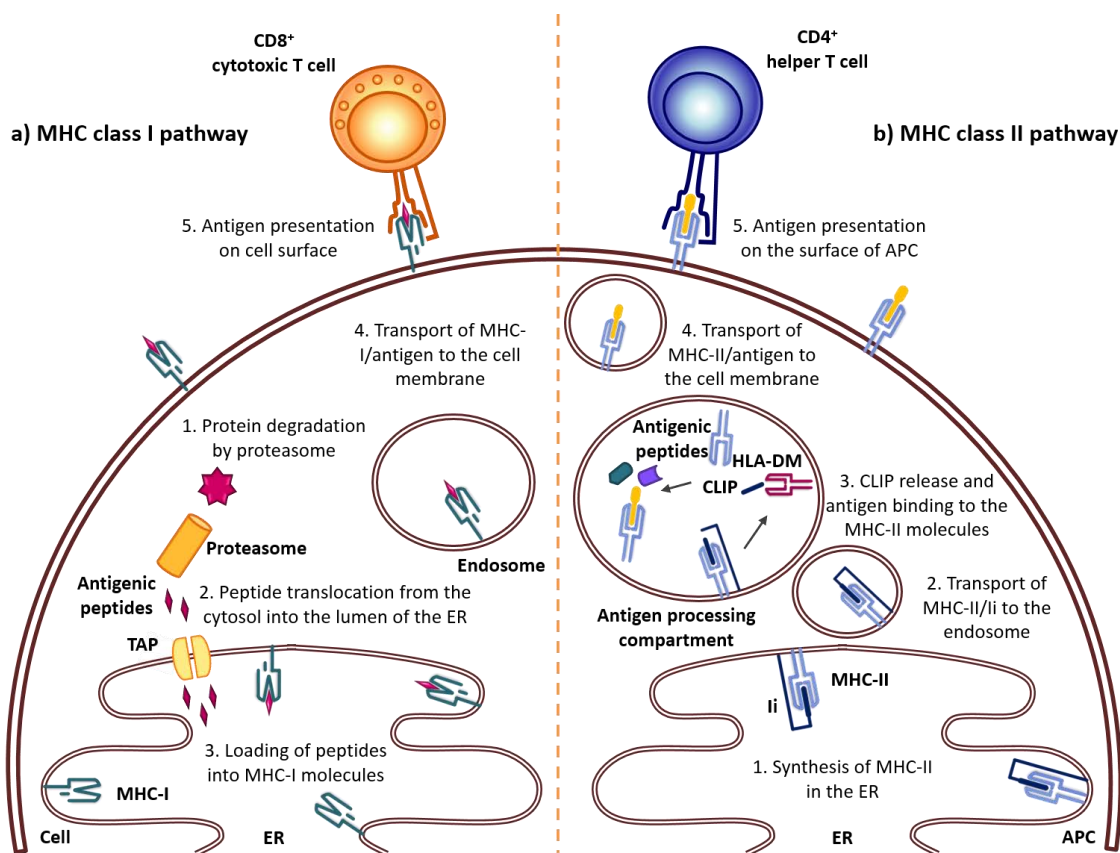 CD8⁺
cytotoxic T cell
a) MHC class I pathway
5. Antigen presentation
on cell surface
4. Transport of MHC-
I/antigen to the cell
membrane
1. Protein degradation
by proteasome
Proteasome
Endosome
Antigenic
peptides
2. Peptide translocation from the
cytosol into the lumen of the ER
TAP
3. Loading of peptides
into MHC-I molecules
MHC-I
Cell
ER
CD4⁺
helper T cell
b) MHC class II pathway
5. Antigen presentation
on the surface of APC
4. Transport of
MHC-II/antigen to
the cell membrane
Antigenic
peptides
HLA-DM
CLIP
3. CLIP release and
antigen binding to the
MHC-II molecules
Antigen processing
compartment
2. Transport of
MHC-II/Ii to the
endosome
MHC-II
Ii
1. Synthesis of MHC-II
in the ER
ER
APC